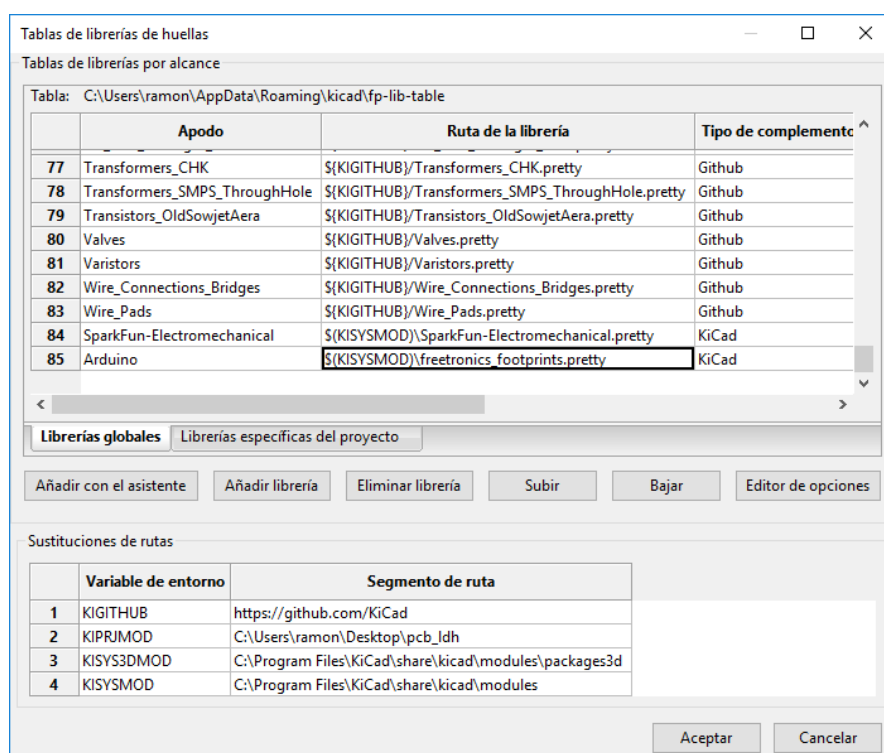 Tablas de librerías de huellas
Tablas de librerías por alcance
Tabla: C:\Users\ramon\AppData\Roaming\kicad\fp-lib-table
Apodo Ruta de la librería Tipo de complemento
77 Transformers_CHK ${KIGITHUB}/Transformers_CHK.pretty Github
78 Transformers_SMPS_ThroughHole ${KIGITHUB}/Transformers_SMPS_ThroughHole.pretty Github
79 Transistors_OldSowjetAera ${KIGITHUB}/Transistors_OldSowjetAera.pretty Github
80 Valves ${KIGITHUB}/Valves.pretty Github
81 Varistors ${KIGITHUB}/Varistors.pretty Github
82 Wire_Connections_Bridges ${KIGITHUB}/Wire_Connections_Bridges.pretty Github
83 Wire_Pads ${KIGITHUB}/Wire_Pads.pretty Github
84 SparkFun-Electromechanical $(KISYSMOD)\SparkFun-Electromechanical.pretty KiCad
85 Arduino $(KISYSMOD)\freetronics_footprints.pretty KiCad
Librerías globales Librerías específicas del proyecto
Añadir con el asistente Añadir librería Eliminar librería Subir Bajar Editor de opciones
Sustituciones de rutas
Variable de entorno Segmento de ruta
1 KIGITHUB https://github.com/KiCad
2 KIPRJMOD C:\Users\ramon\Desktop\pcb_ldh
3 KISYS3DMOD C:\Program Files\KiCad\share\kicad\modules\packages3d
4 KISYSMOD C:\Program Files\KiCad\share\kicad\modules
Aceptar Cancelar